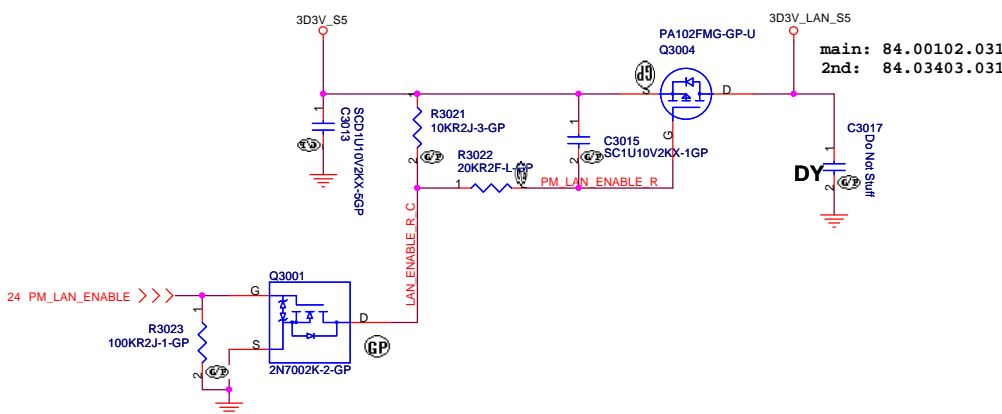 3D3V_S5
3D3V_LAN_S5
PA102FMG-GP-U
Q3004
main: 84.00102.031
2nd: 84.03403.031
S
D
G
1
C3013
SCD1U10V2KX-5GP
2
1
R3021
10KR2J-3-GP
2
1
C3015
SC1U10V2KX-1GP
2
R3022
20KR2F-L-GP
1
2
PM_LAN_ENABLE_R
1
C3017
Do Not Stuff
DY
2
LAN_ENABLE_R_C
Q3001
24 PM_LAN_ENABLE
G
D
S
GP
1
R3023
100KR2J-1-GP
2
2N7002K-2-GP